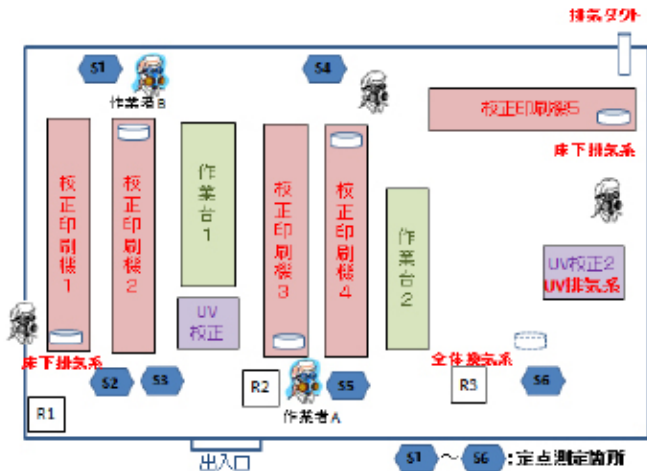 排気ダクト
S1
S4
作業者B
校正印刷機5
床下排気系
校正印刷機1
校正印刷機2
作業台1
校正印刷機3
校正印刷機4
作業台2
UV校正2
UV排気系
UV
校正
床下排気系
全体換気系
S2
S3
R2
S5
R3
S6
作業者A
R1
出入口
S1 ～ S6 :定点測定箇所